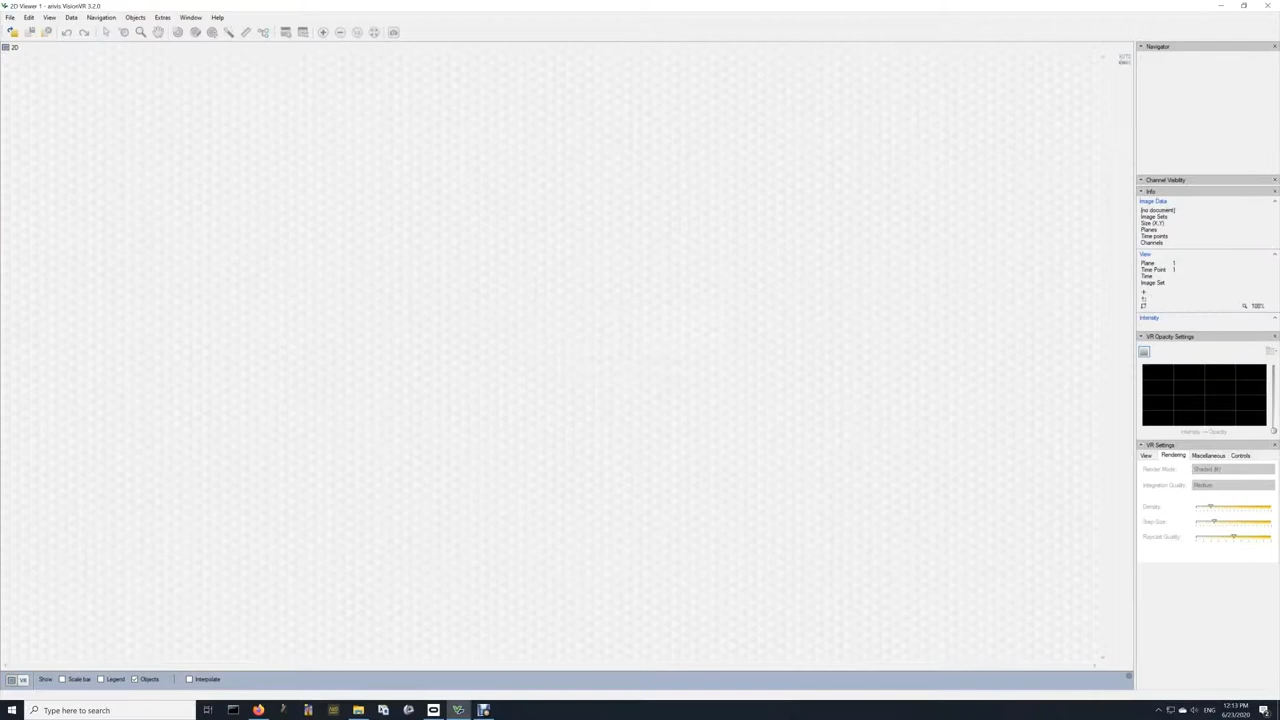 2D Viewer 1 - arivis VisionVR 3.2.0
File Edit View Data Navigation Objects Extras Window Help
2D
Navigator
Channel Visibility
Info
Image Data
[no document]
Image Sets
Size (X,Y)
Planes
Time points
Channels
View
Plane 1
Time Point 1
Time
Image Set
100%
Intensity
VR Opacity Settings
Intensity -> Opacity
VR Settings
View Rendering Miscellaneous Controls
Render Mode:
Integration Quality: Medium
Density:
Step-Size:
Raycast Quality:
VR Show Scale bar Legend Objects Interpolate
Type here to search
ENG
12:13 PM
6/23/2020